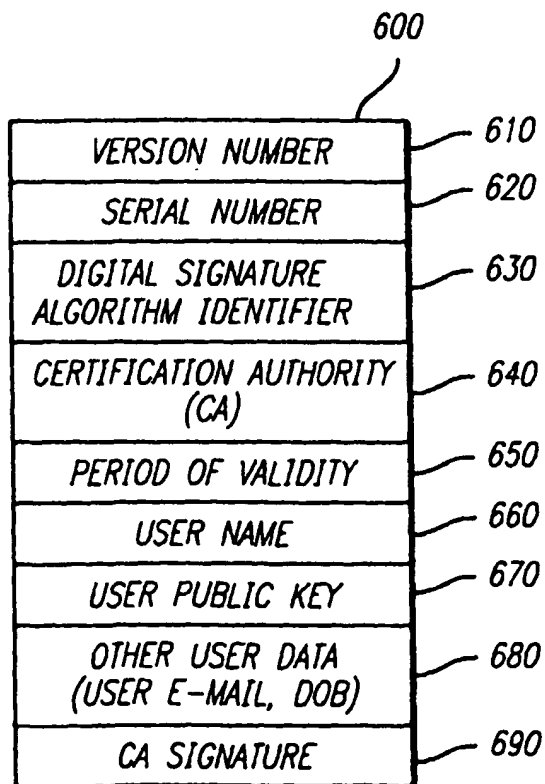 600
VERSION NUMBER 610
SERIAL NUMBER 620
DIGITAL SIGNATURE
ALGORITHM IDENTIFIER 630
CERTIFICATION AUTHORITY
(CA) 640
PERIOD OF VALIDITY 650
USER NAME 660
USER PUBLIC KEY 670
OTHER USER DATA
(USER E-MAIL, DOB) 680
CA SIGNATURE 690